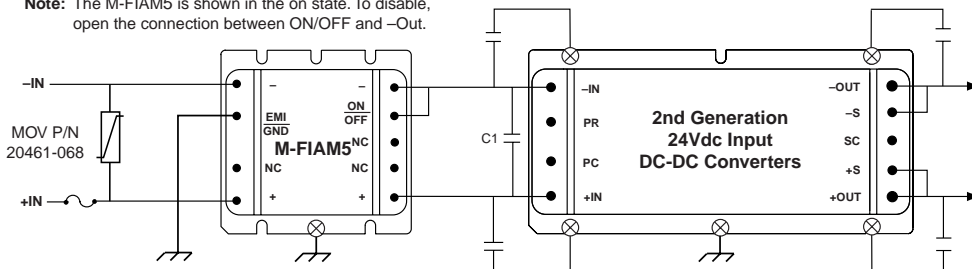 Note: The M-FIAM5 is shown in the on state. To disable,
open the connection between ON/OFF and –Out.
–IN
MOV P/N
20461-068
+IN
–
EMI
GND
NC
+
M-FIAM5
–
ON
OFF
NC
NC
+
C1
–IN
PR
PC
+IN
2nd Generation
24Vdc Input
DC-DC Converters
–OUT
–S
SC
+S
+OUT